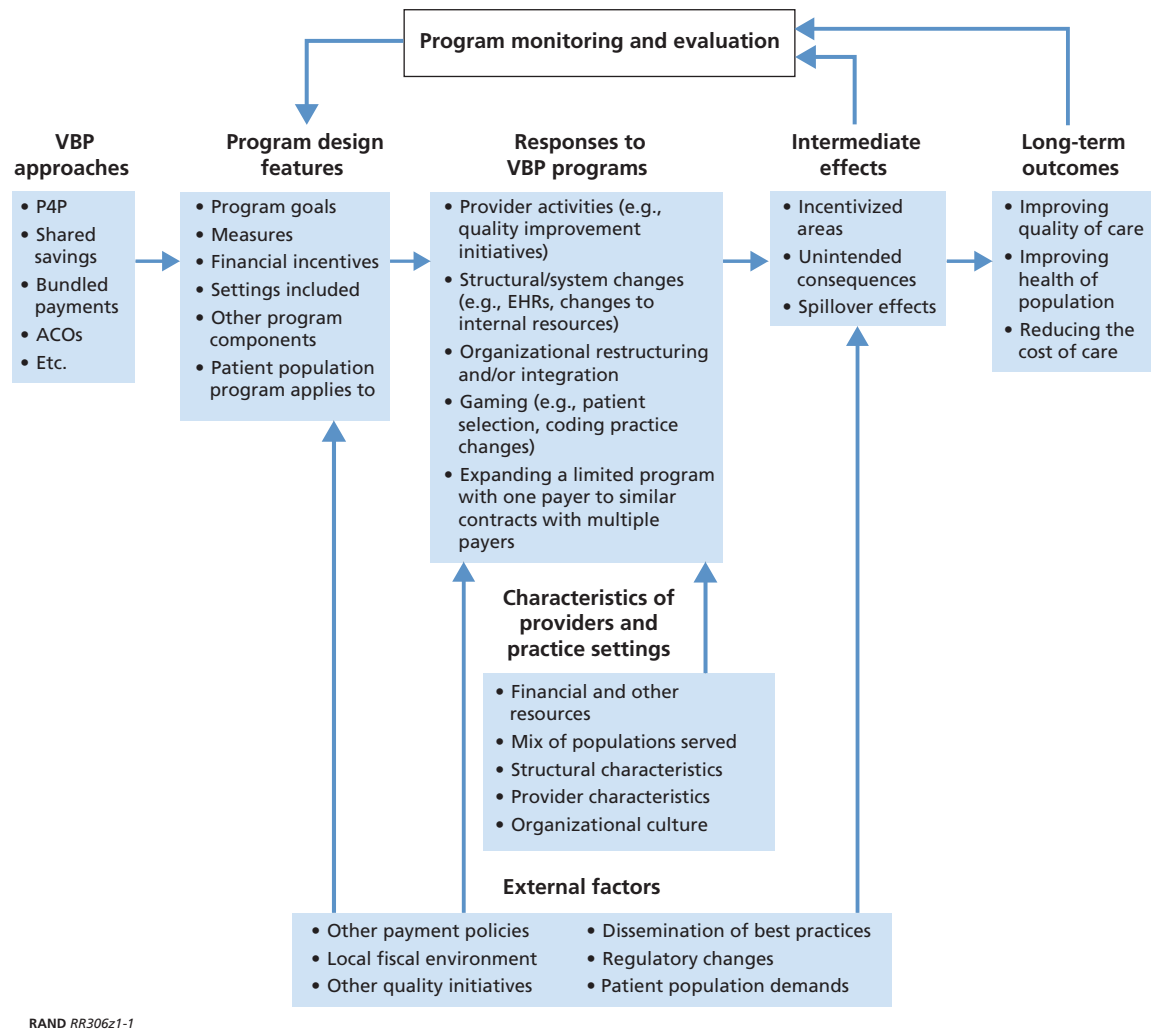 Program monitoring and evaluation
VBP
approaches
• P4P
• Shared
savings
• Bundled
payments
• ACOs
• Etc.
Program design
features
• Program goals
• Measures
• Financial incentives
• Settings included
• Other program
components
• Patient population
program applies to
Responses to
VBP programs
• Provider activities (e.g.,
quality improvement
initiatives)
• Structural/system changes
(e.g., EHRs, changes to
internal resources)
• Organizational restructuring
and/or integration
• Gaming (e.g., patient
selection, coding practice
changes)
• Expanding a limited program
with one payer to similar
contracts with multiple
payers
Intermediate
effects
• Incentivized
areas
• Unintended
consequences
• Spillover effects
Long-term
outcomes
• Improving
quality of care
• Improving
health of
population
• Reducing the
cost of care
Characteristics of
providers and
practice settings
• Financial and other
resources
• Mix of populations served
• Structural characteristics
• Provider characteristics
• Organizational culture
External factors
• Other payment policies
• Local fiscal environment
• Other quality initiatives
• Dissemination of best practices
• Regulatory changes
• Patient population demands
RAND RR306z1-1